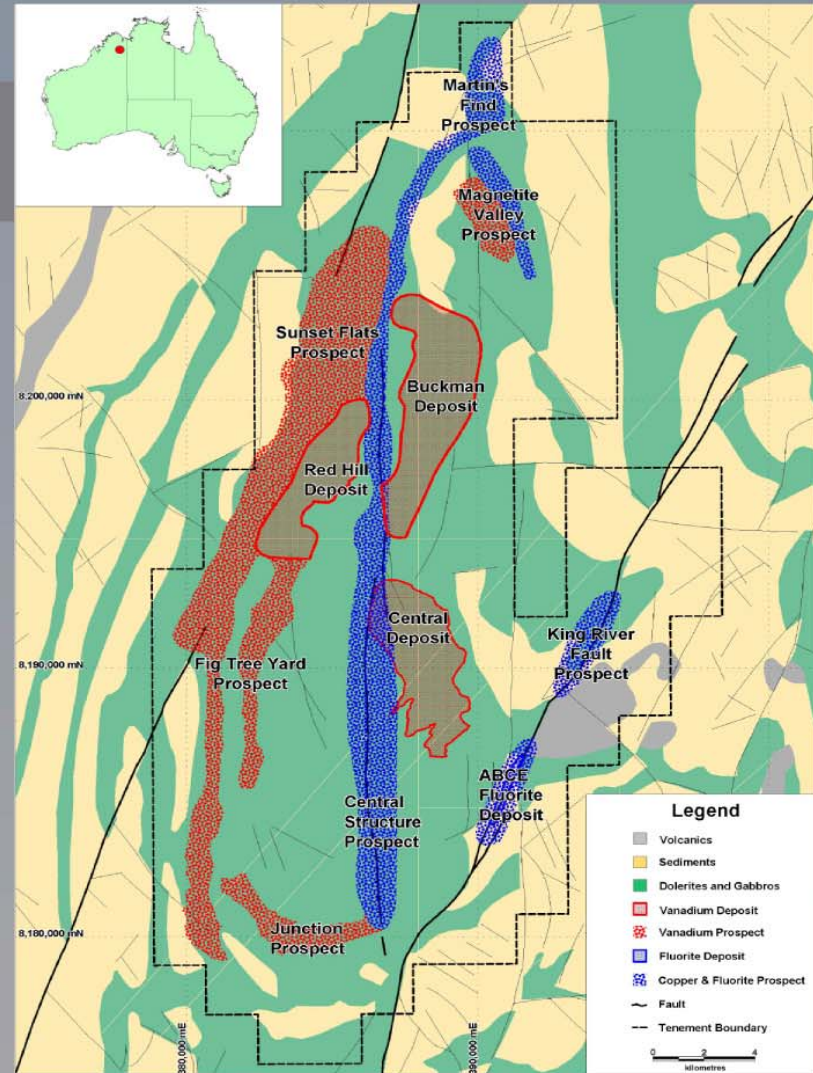 Martin's
Find
Prospect
Magnetite
Valley
Prospect
Sunset Flats
Prospect
Buckman
Deposit
8,200,000 mN
Red Hill
Deposit
Central
Deposit
King River
Fault
Prospect
8,190,000 mN
Fig Tree Yard
Prospect
ABCE
Fluorite
Deposit
Central
Structure
Prospect
Junction
Prospect
8,180,000 mN
380,000 mE
390,000 mE
Legend
Volcanics
Sediments
Dolerites and Gabbros
Vanadium Deposit
Vanadium Prospect
Fluorite Deposit
Copper & Fluorite Prospect
Fault
Tenement Boundary
0 2 4
kilometres